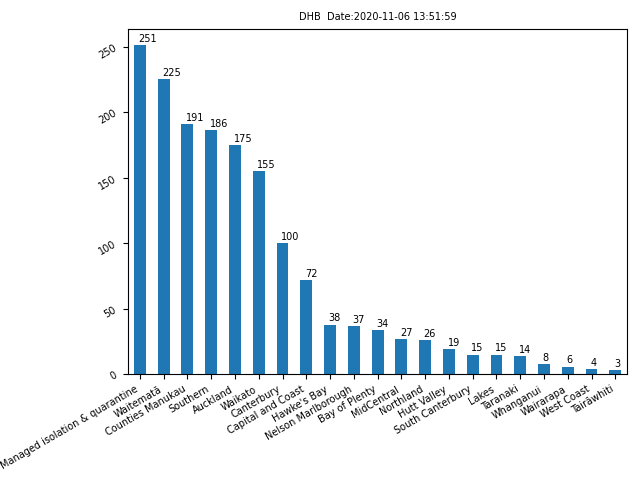 DHB  Date:2020-11-06 13:51:59
250
200
150
100
50
0
251
225
191
186
175
155
100
72
38
37
34
27
26
19
15
15
14
8
6
4
3
Managed isolation & quarantine
Waitematā
Counties Manukau
Southern
Auckland
Waikato
Canterbury
Capital and Coast
Hawke's Bay
Nelson Marlborough
Bay of Plenty
MidCentral
Northland
Hutt Valley
South Canterbury
Lakes
Taranaki
Whanganui
Wairarapa
West Coast
Tairāwhiti